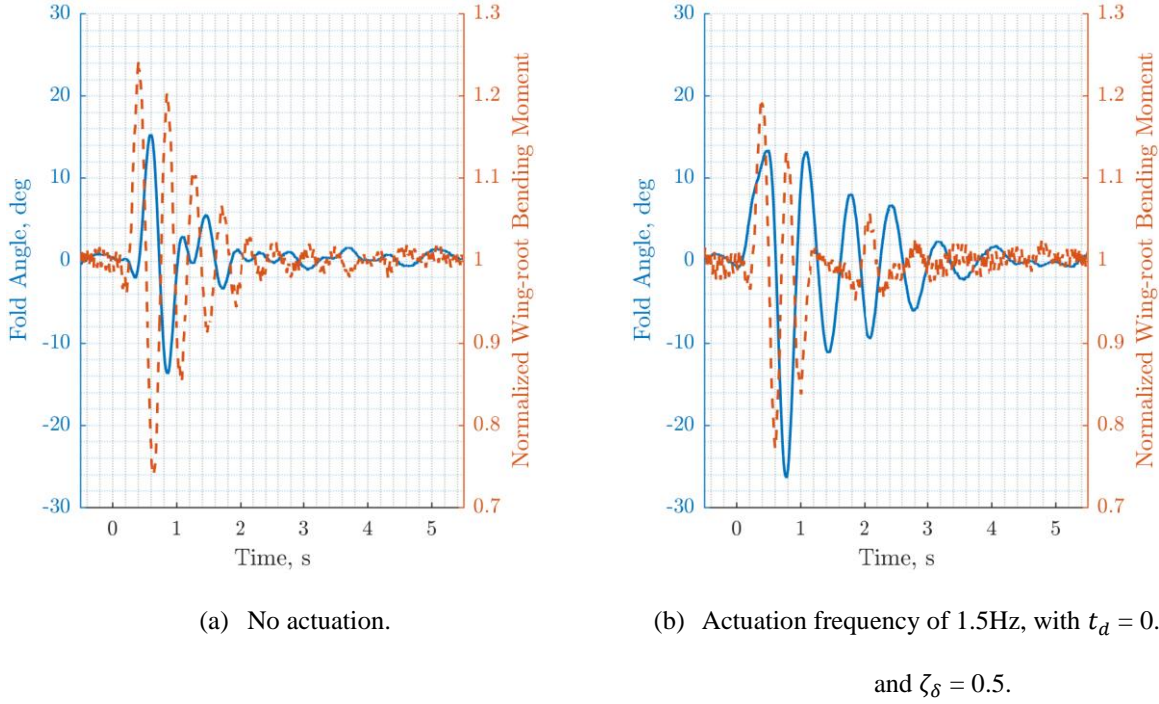 30
20
10
0
-10
-20
-30
Fold Angle, deg
1.3
1.2
1.1
1
0.9
0.8
0.7
Normalized Wing-root Bending Moment
0 1 2 3 4 5
Time, s
(a) No actuation.
30
20
10
0
-10
-20
-30
Fold Angle, deg
1.3
1.2
1.1
1
0.9
0.8
0.7
Normalized Wing-root Bending Moment
0 1 2 3 4 5
Time, s
(b) Actuation frequency of 1.5Hz, with t_d = 0.
and ζ_δ = 0.5.